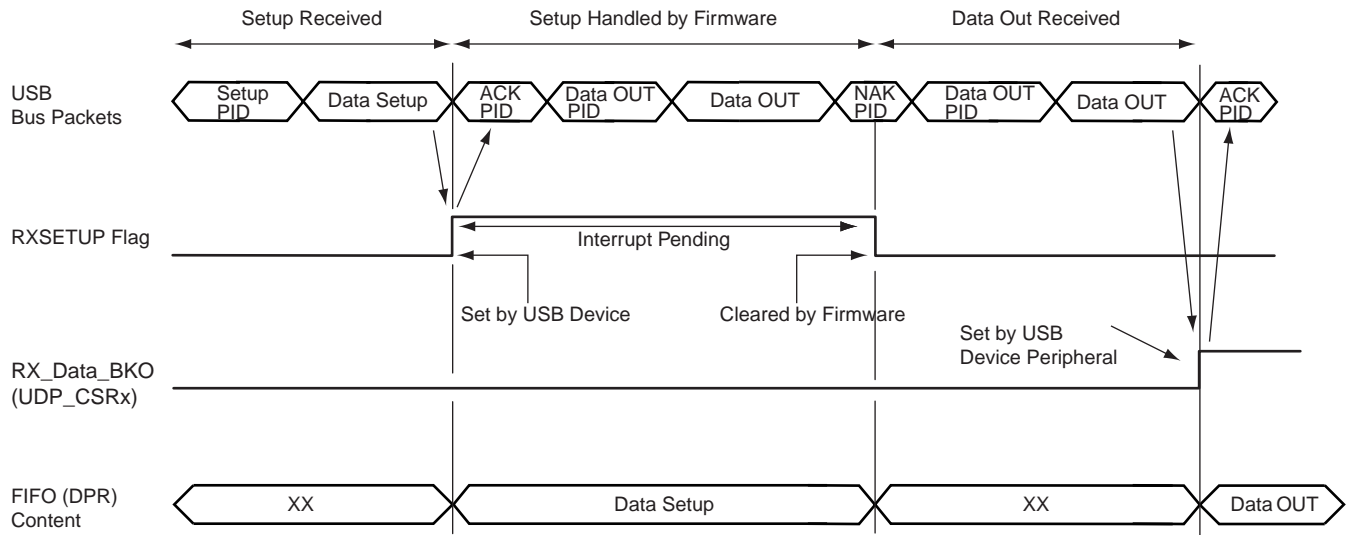 Setup Received
Setup Handled by Firmware
Data Out Received
USB
Bus Packets
Setup
PID
Data Setup
ACK
PID
Data OUT
PID
Data OUT
NAK
PID
Data OUT
PID
Data OUT
ACK
PID
RXSETUP Flag
Interrupt Pending
Set by USB Device
Cleared by Firmware
Set by USB
Device Peripheral
RX_Data_BKO
(UDP_CSRx)
FIFO (DPR)
Content
XX
Data Setup
XX
Data OUT